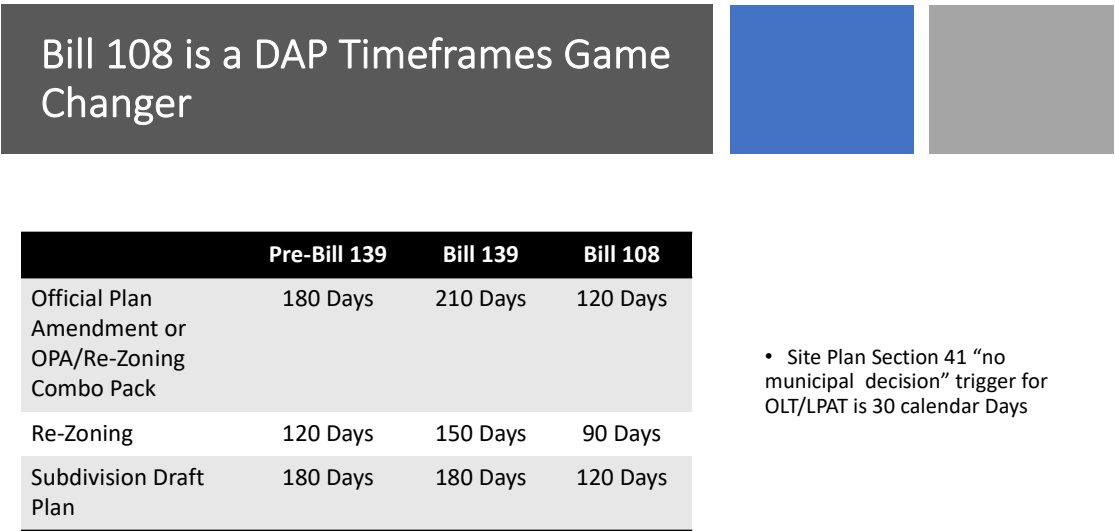 Bill 108 is a DAP Timeframes Game
Changer
Pre-Bill 139 Bill 139 Bill 108
Official Plan 180 Days 210 Days 120 Days
Amendment or
OPA/Re-Zoning
Combo Pack
Re-Zoning 120 Days 150 Days 90 Days
Subdivision Draft 180 Days 180 Days 120 Days
Plan
• Site Plan Section 41 “no
municipal decision” trigger for
OLT/LPAT is 30 calendar Days